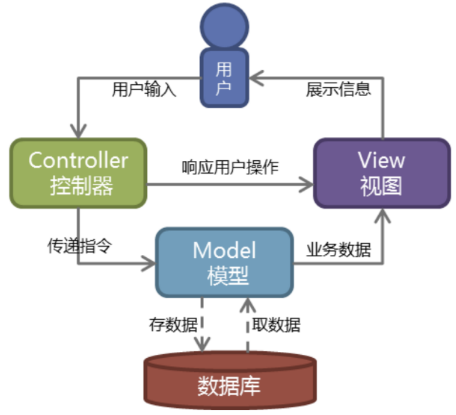 用
户
用户输入
展示信息
Controller
控制器
响应用户操作
View
视图
传递指令
Model
模型
业务数据
存数据
取数据
数据库